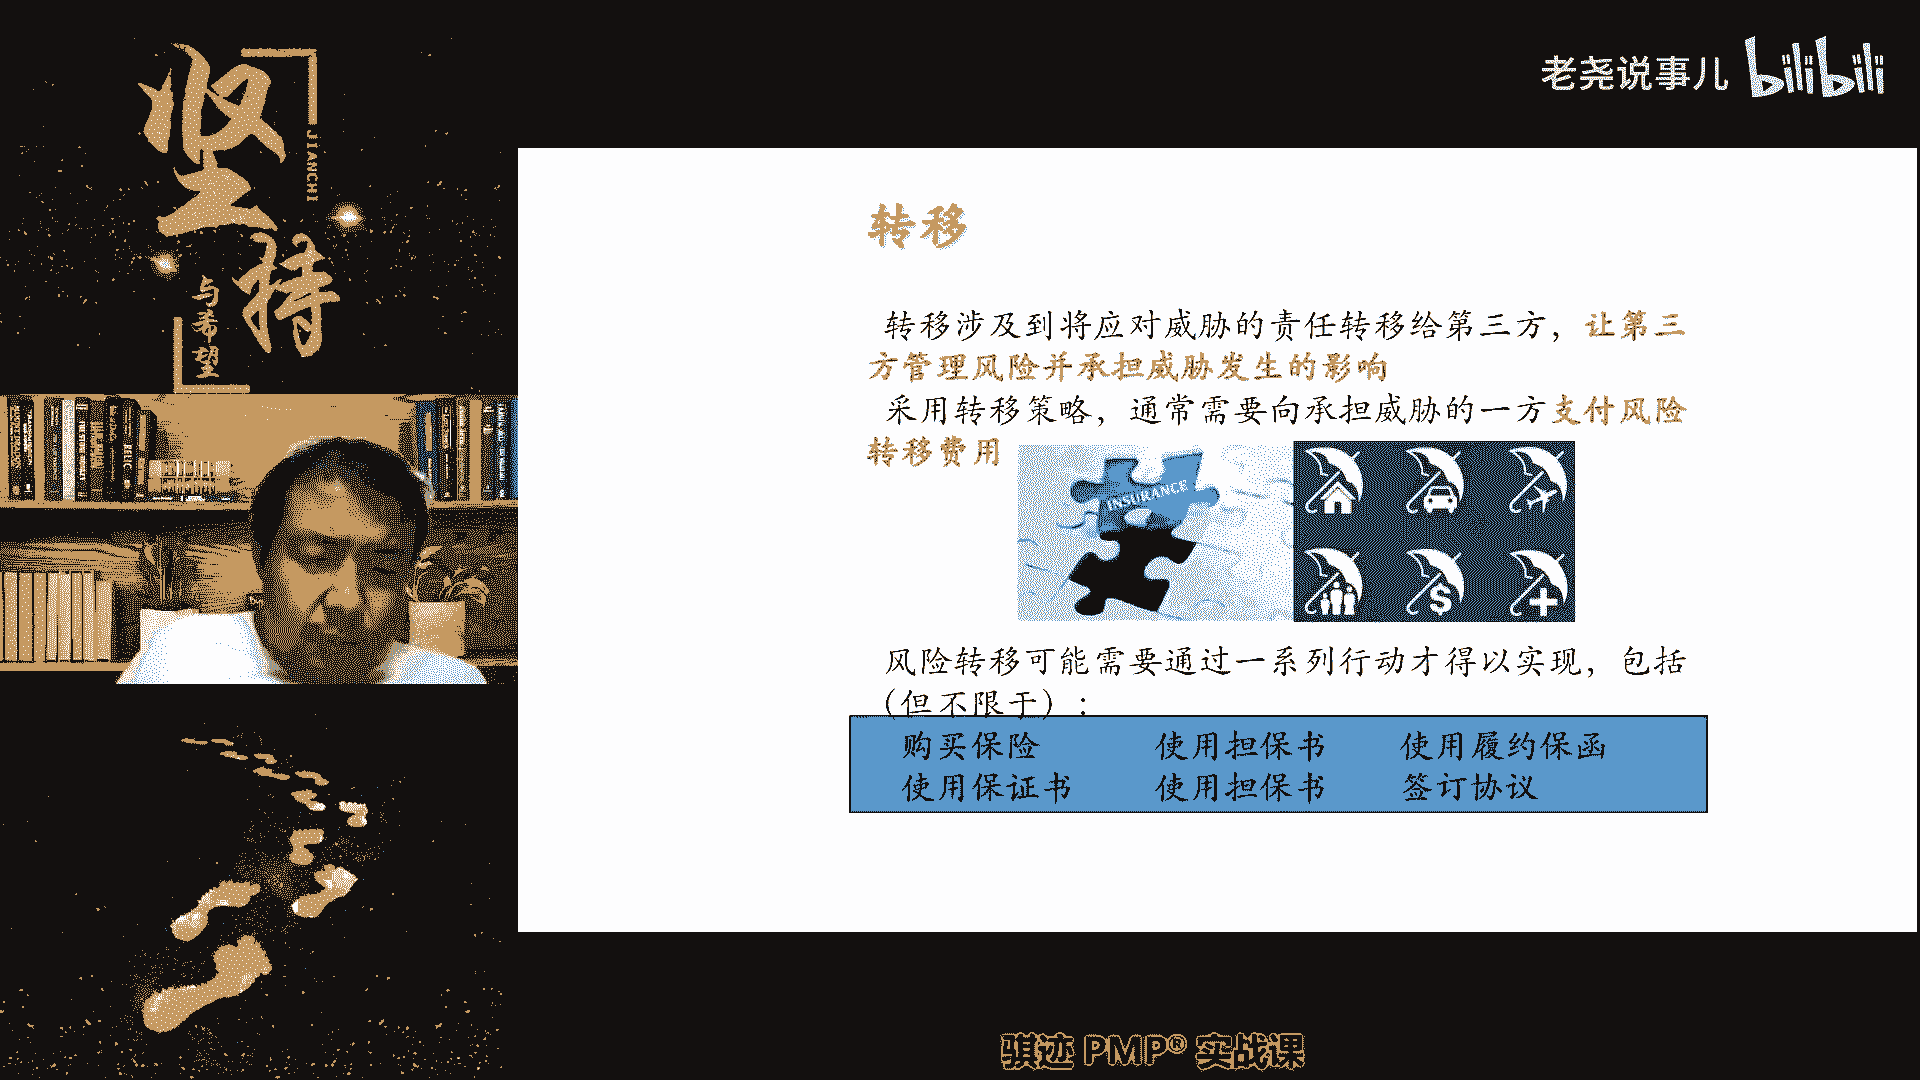 坚持
JIANCHI
与希望
老尧说事儿 bilibili
转移
转移涉及到将应对威胁的责任转移给第三方，让第三
方管理风险并承担威胁发生的影响
采用转移策略，通常需要向承担威胁的一方支付风险
转移费用
INSURANCE
风险转移可能需要通过一系列行动才得以实现，包括
（但不限于）：
购买保险 使用担保书 使用履约保函
使用保证书 使用担保书 签订协议
骐迹 PMP® 实战课